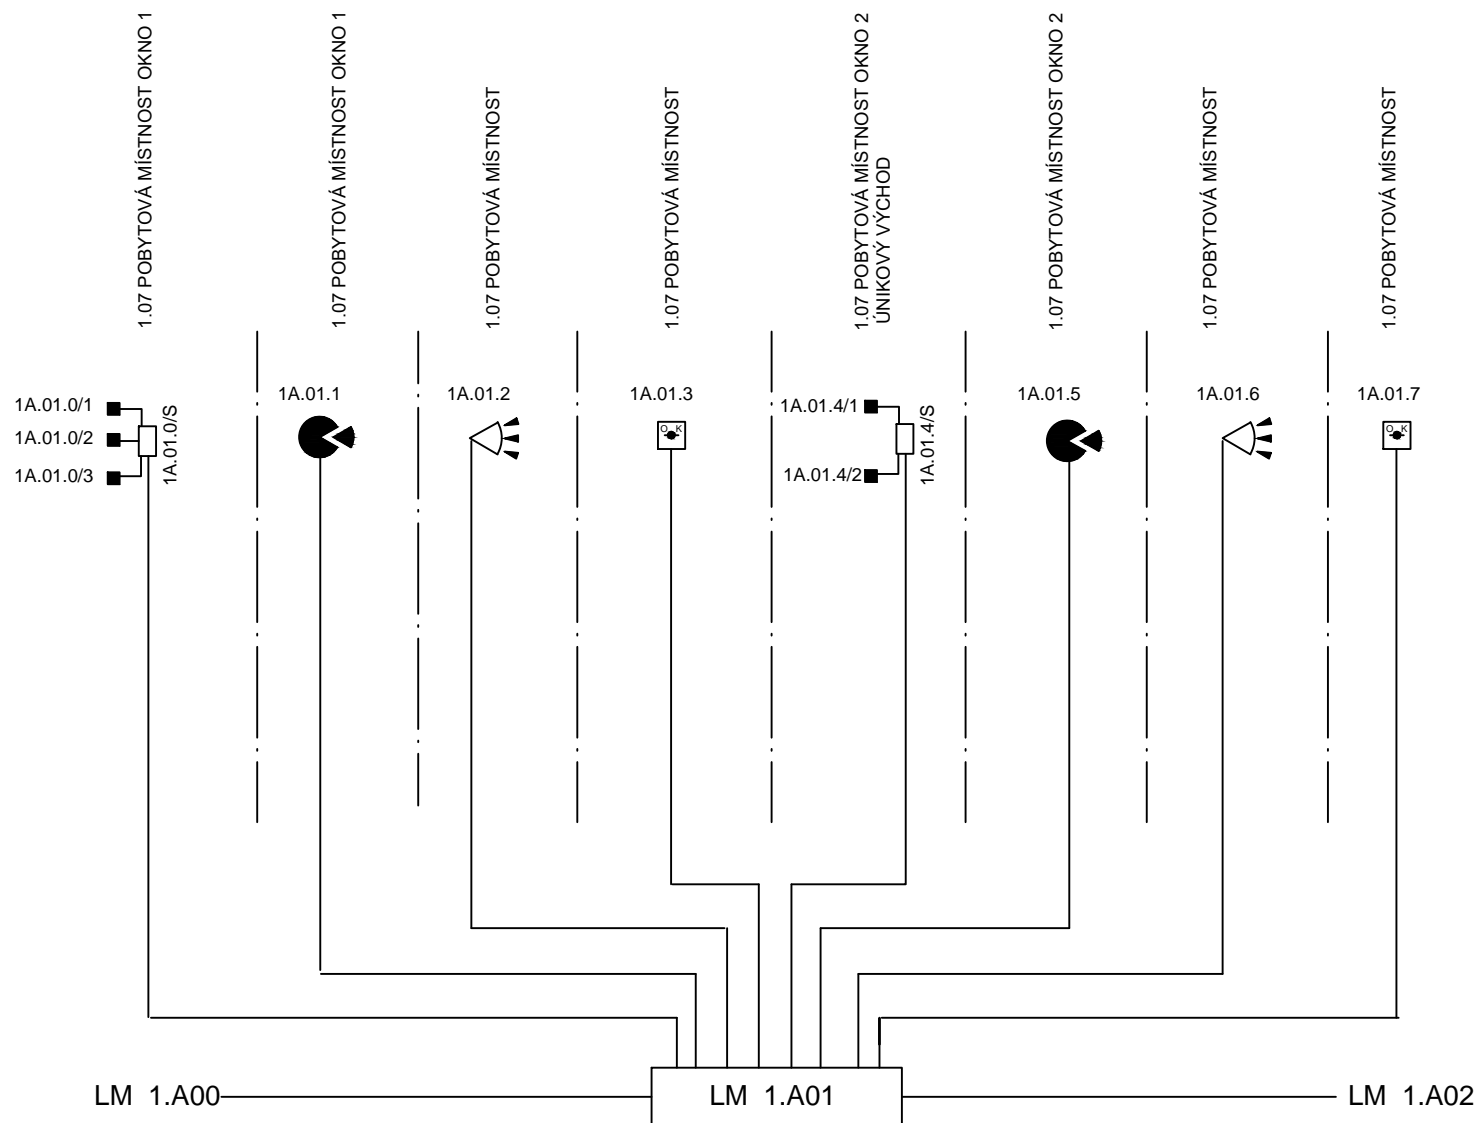 1.07 POBYTOVÁ MÍSTNOST OKNO 1
1.07 POBYTOVÁ MÍSTNOST OKNO 1
1.07 POBYTOVÁ MÍSTNOST
1.07 POBYTOVÁ MÍSTNOST
1.07 POBYTOVÁ MÍSTNOST OKNO 2
ÚNIKOVÝ VÝCHOD
1.07 POBYTOVÁ MÍSTNOST OKNO 2
1.07 POBYTOVÁ MÍSTNOST
1.07 POBYTOVÁ MÍSTNOST
1A.01.0/1
1A.01.0/2
1A.01.0/3
1A.01.0/S
1A.01.1
1A.01.2
1A.01.3
O K
1A.01.4/1
1A.01.4/2
1A.01.4/S
1A.01.5
1A.01.6
1A.01.7
O K
LM 1.A00
LM 1.A01
LM 1.A02